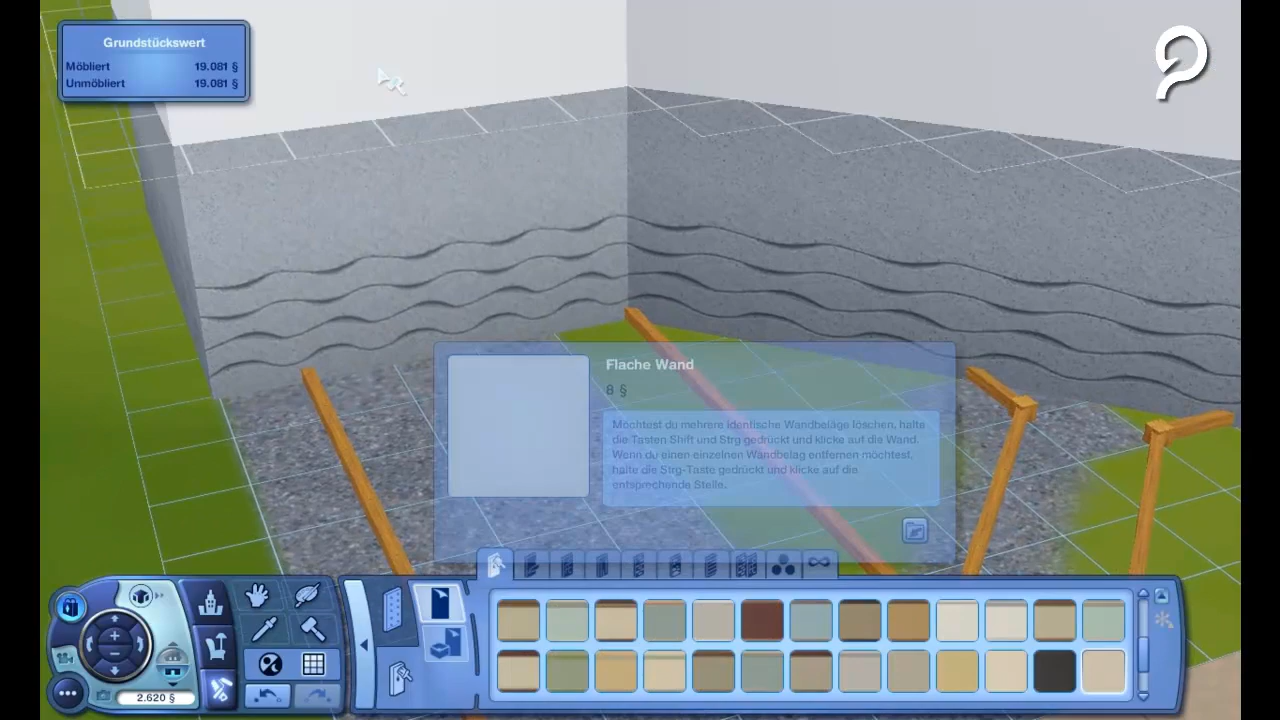 Grundstückswert
Möbliert 19.081 §
Unmöbliert 19.081 §
Flache Wand
8 §
Möchtest du mehrere identische Wandbeläge löschen, halte
die Tasten Shift und Strg gedrückt und klicke auf die Wand.
Wenn du einen einzelnen Wandbelag entfernen möchtest,
halte die Strg-Taste gedrückt und klicke auf die
entsprechende Stelle.
2.620 §